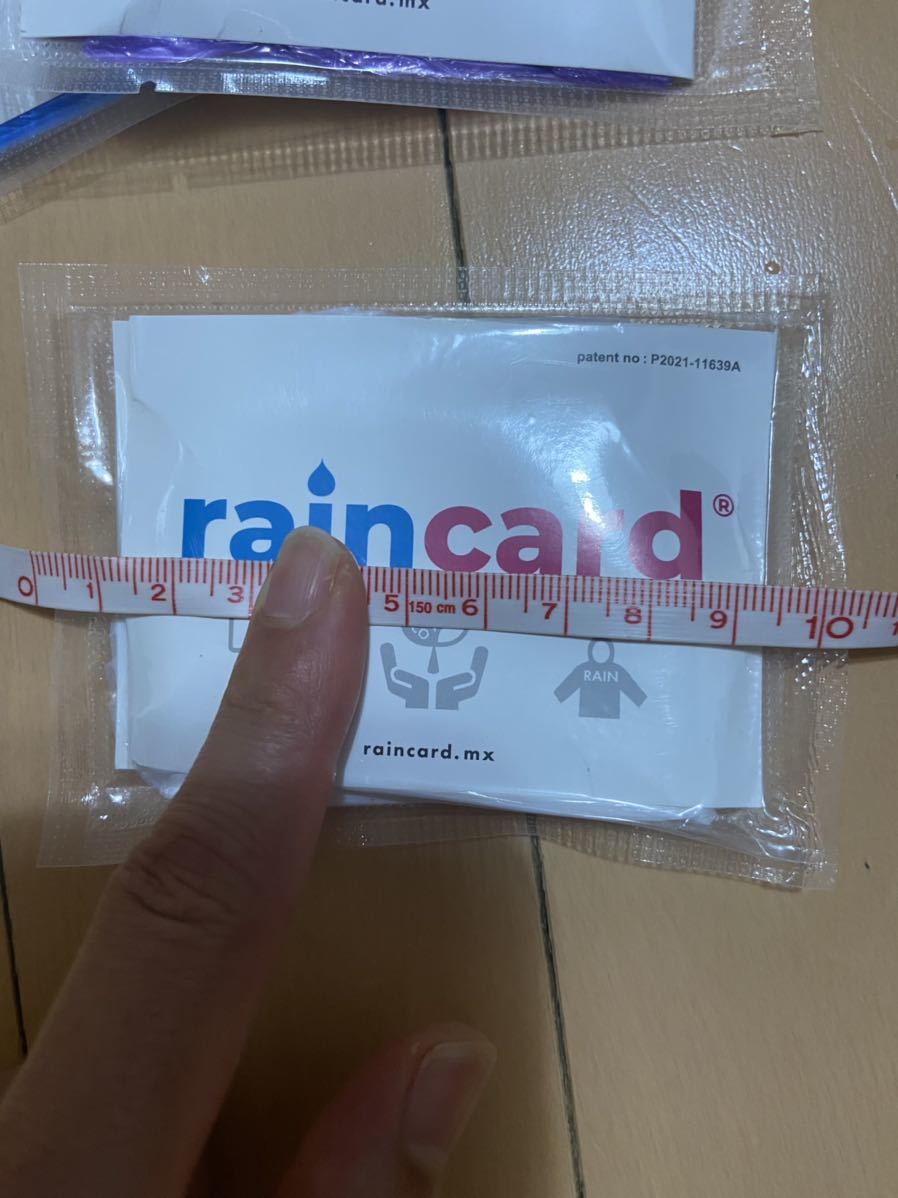 patent no : P2021-11639A
raincard®
0 1 2 3 5 150 cm 6 7 8 9 10
RAIN
raincard.mx